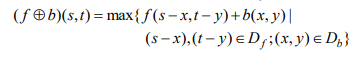 (f⊕b)(s,t) = max{f(s−x,t−y)+b(x,y)|
(s−x),(t−y)∈D_f;(x,y)∈D_b}